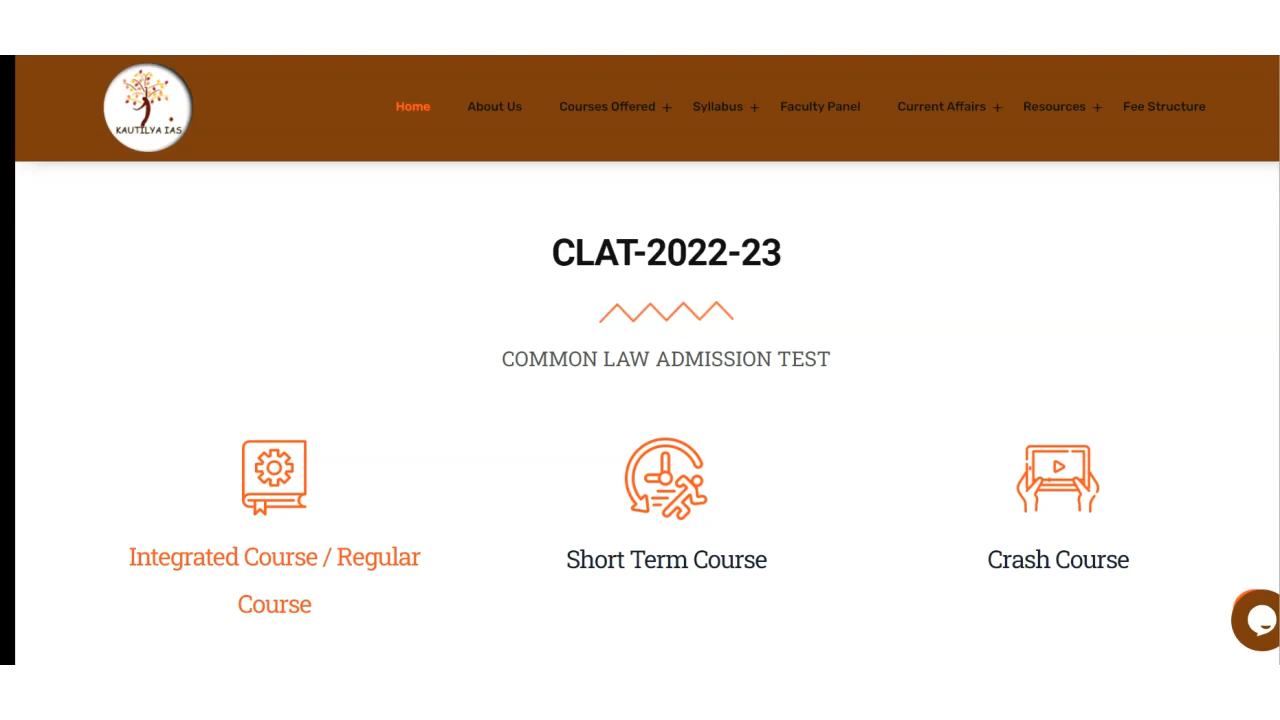 KAUTILYA IAS
Home About Us Courses Offered + Syllabus + Faculty Panel Current Affairs + Resources + Fee Structure
CLAT-2022-23
COMMON LAW ADMISSION TEST
Integrated Course / Regular
Course
Short Term Course
Crash Course